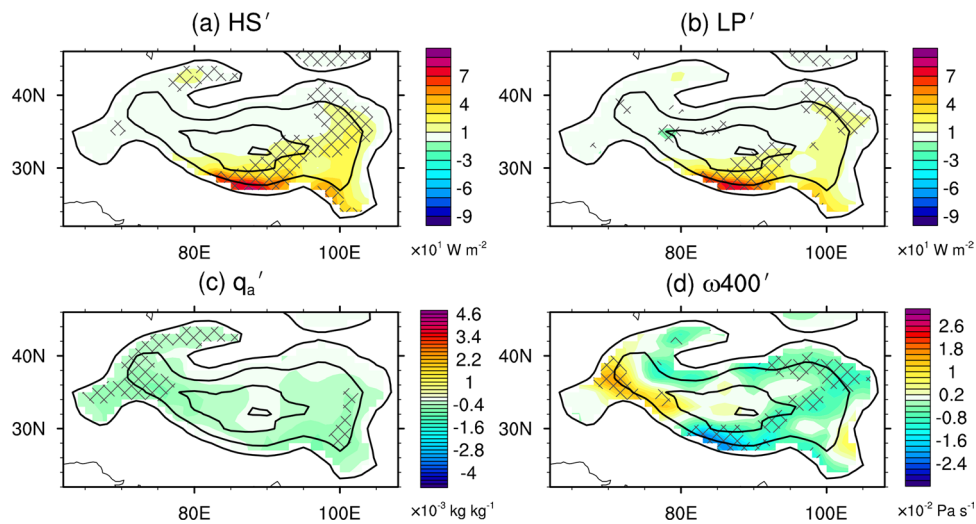 (a) HS′ (b) LP′
40N
30N
80E 100E
7
4
1
-3
-6
-9
×10¹ W m⁻²
40N
30N
80E 100E
7
4
1
-3
-6
-9
×10¹ W m⁻²
(c) qₐ′ (d) ω400′
40N
30N
80E 100E
4.6
3.4
2.2
1
-0.4
-1.6
-2.8
-4
×10⁻³ kg kg⁻¹
40N
30N
80E 100E
2.6
1.8
1
0.2
-0.8
-1.6
-2.4
×10⁻² Pa s⁻¹